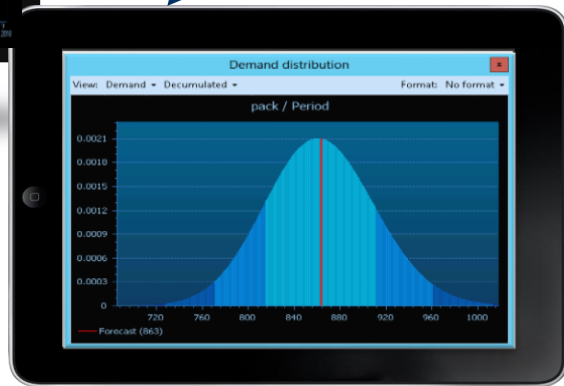 2010
Demand distribution
x
View: Demand Decumulated Format: No format
pack / Period
0.0021
0.0018
0.0015
0.0012
0.0009
0.0006
0.0003
0
720 760 800 840 880 920 960 1000
Forecast (863)